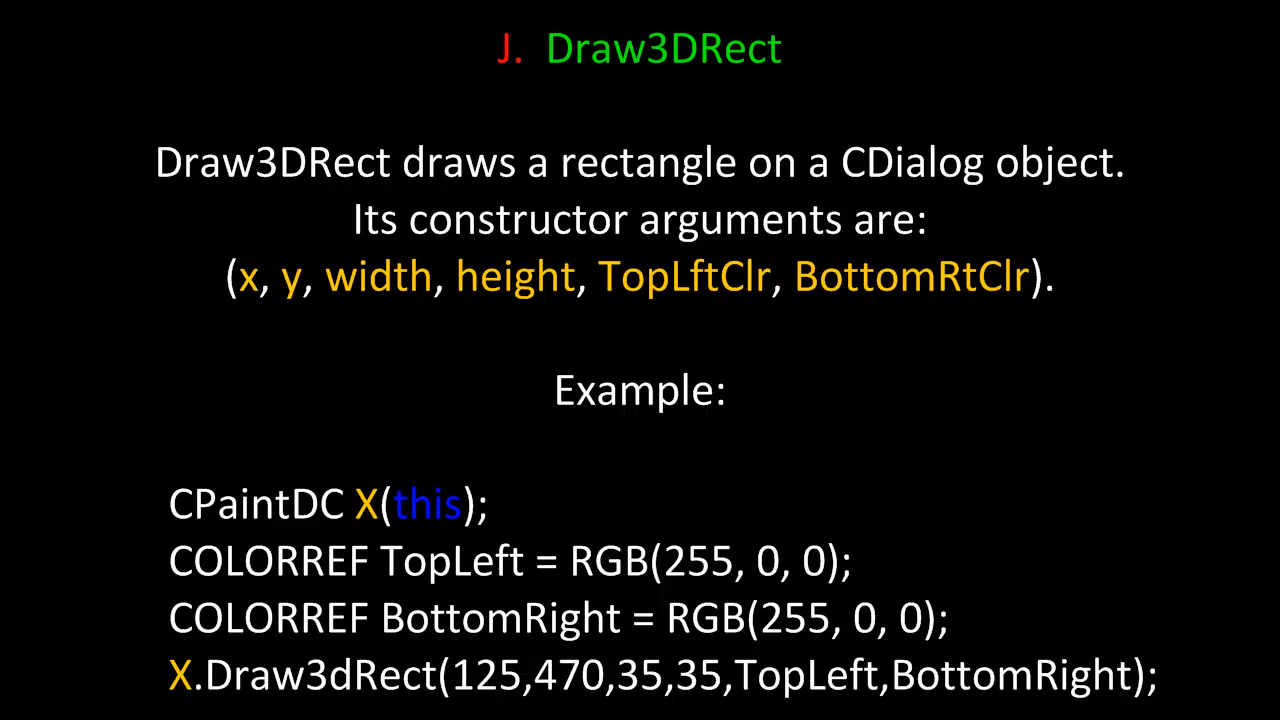 J. Draw3DRect
Draw3DRect draws a rectangle on a CDialog object.
Its constructor arguments are:
(x, y, width, height, TopLftClr, BottomRtClr).
Example:
CPaintDC X(this);
COLORREF TopLeft = RGB(255, 0, 0);
COLORREF BottomRight = RGB(255, 0, 0);
X.Draw3dRect(125,470,35,35,TopLeft,BottomRight);